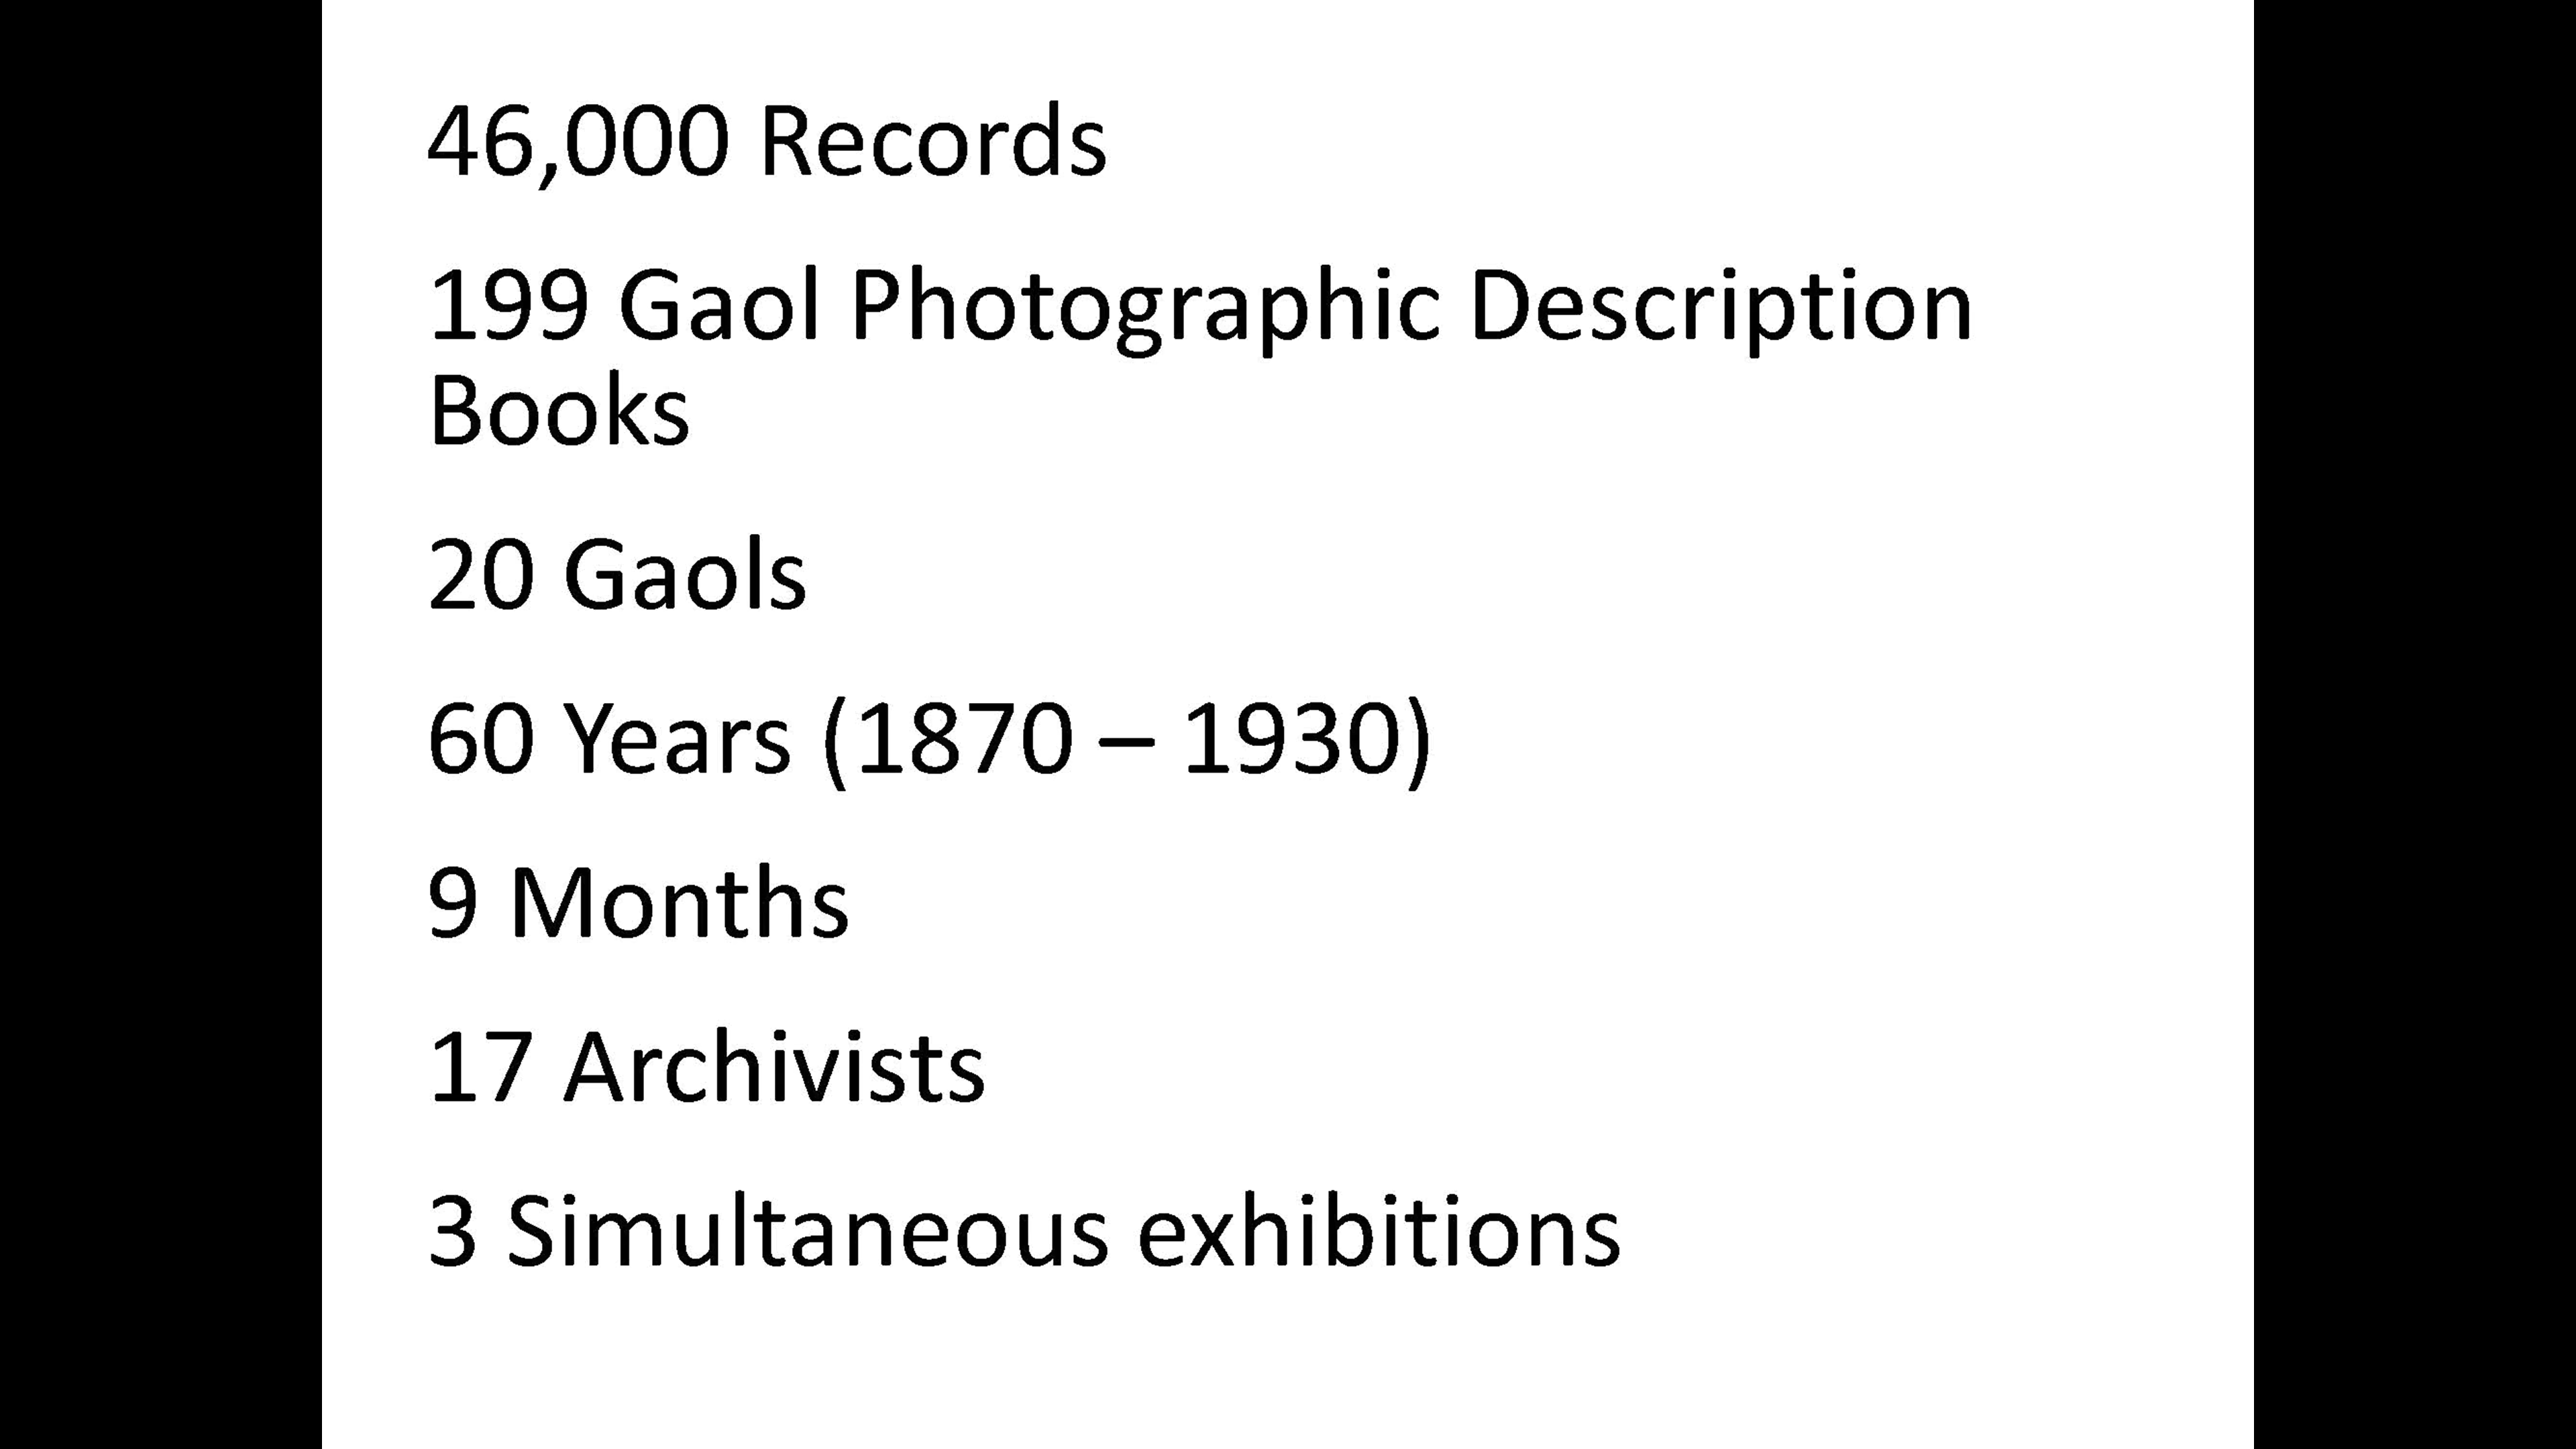 46,000 Records
199 Gaol Photographic Description
Books
20 Gaols
60 Years (1870 – 1930)
9 Months
17 Archivists
3 Simultaneous exhibitions